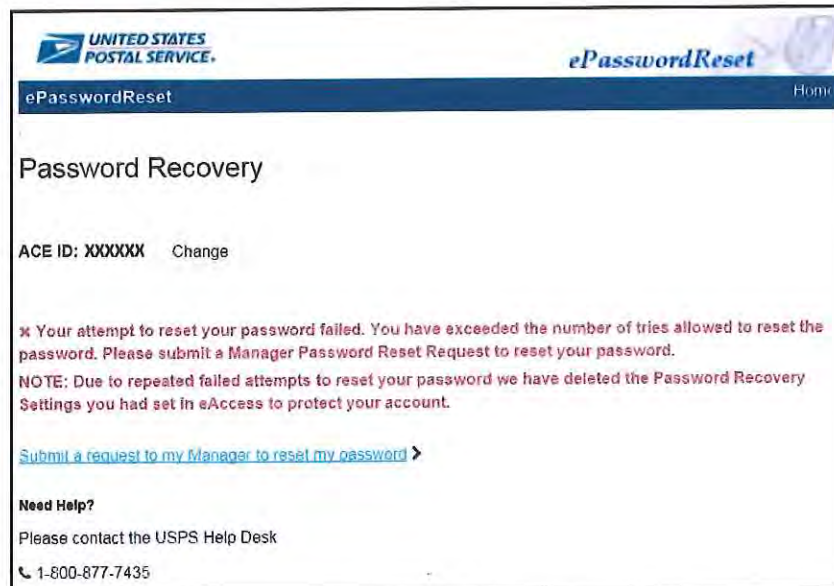 UNITED STATES
POSTAL SERVICE.
ePasswordReset
ePasswordReset
Home
Password Recovery
ACE ID: XXXXXX Change
x Your attempt to reset your password failed. You have exceeded the number of tries allowed to reset the
password. Please submit a Manager Password Reset Request to reset your password.
NOTE: Due to repeated failed attempts to reset your password we have deleted the Password Recovery
Settings you had set in eAccess to protect your account.
Submit a request to my Manager to reset my password >
Need Help?
Please contact the USPS Help Desk
1-800-877-7435